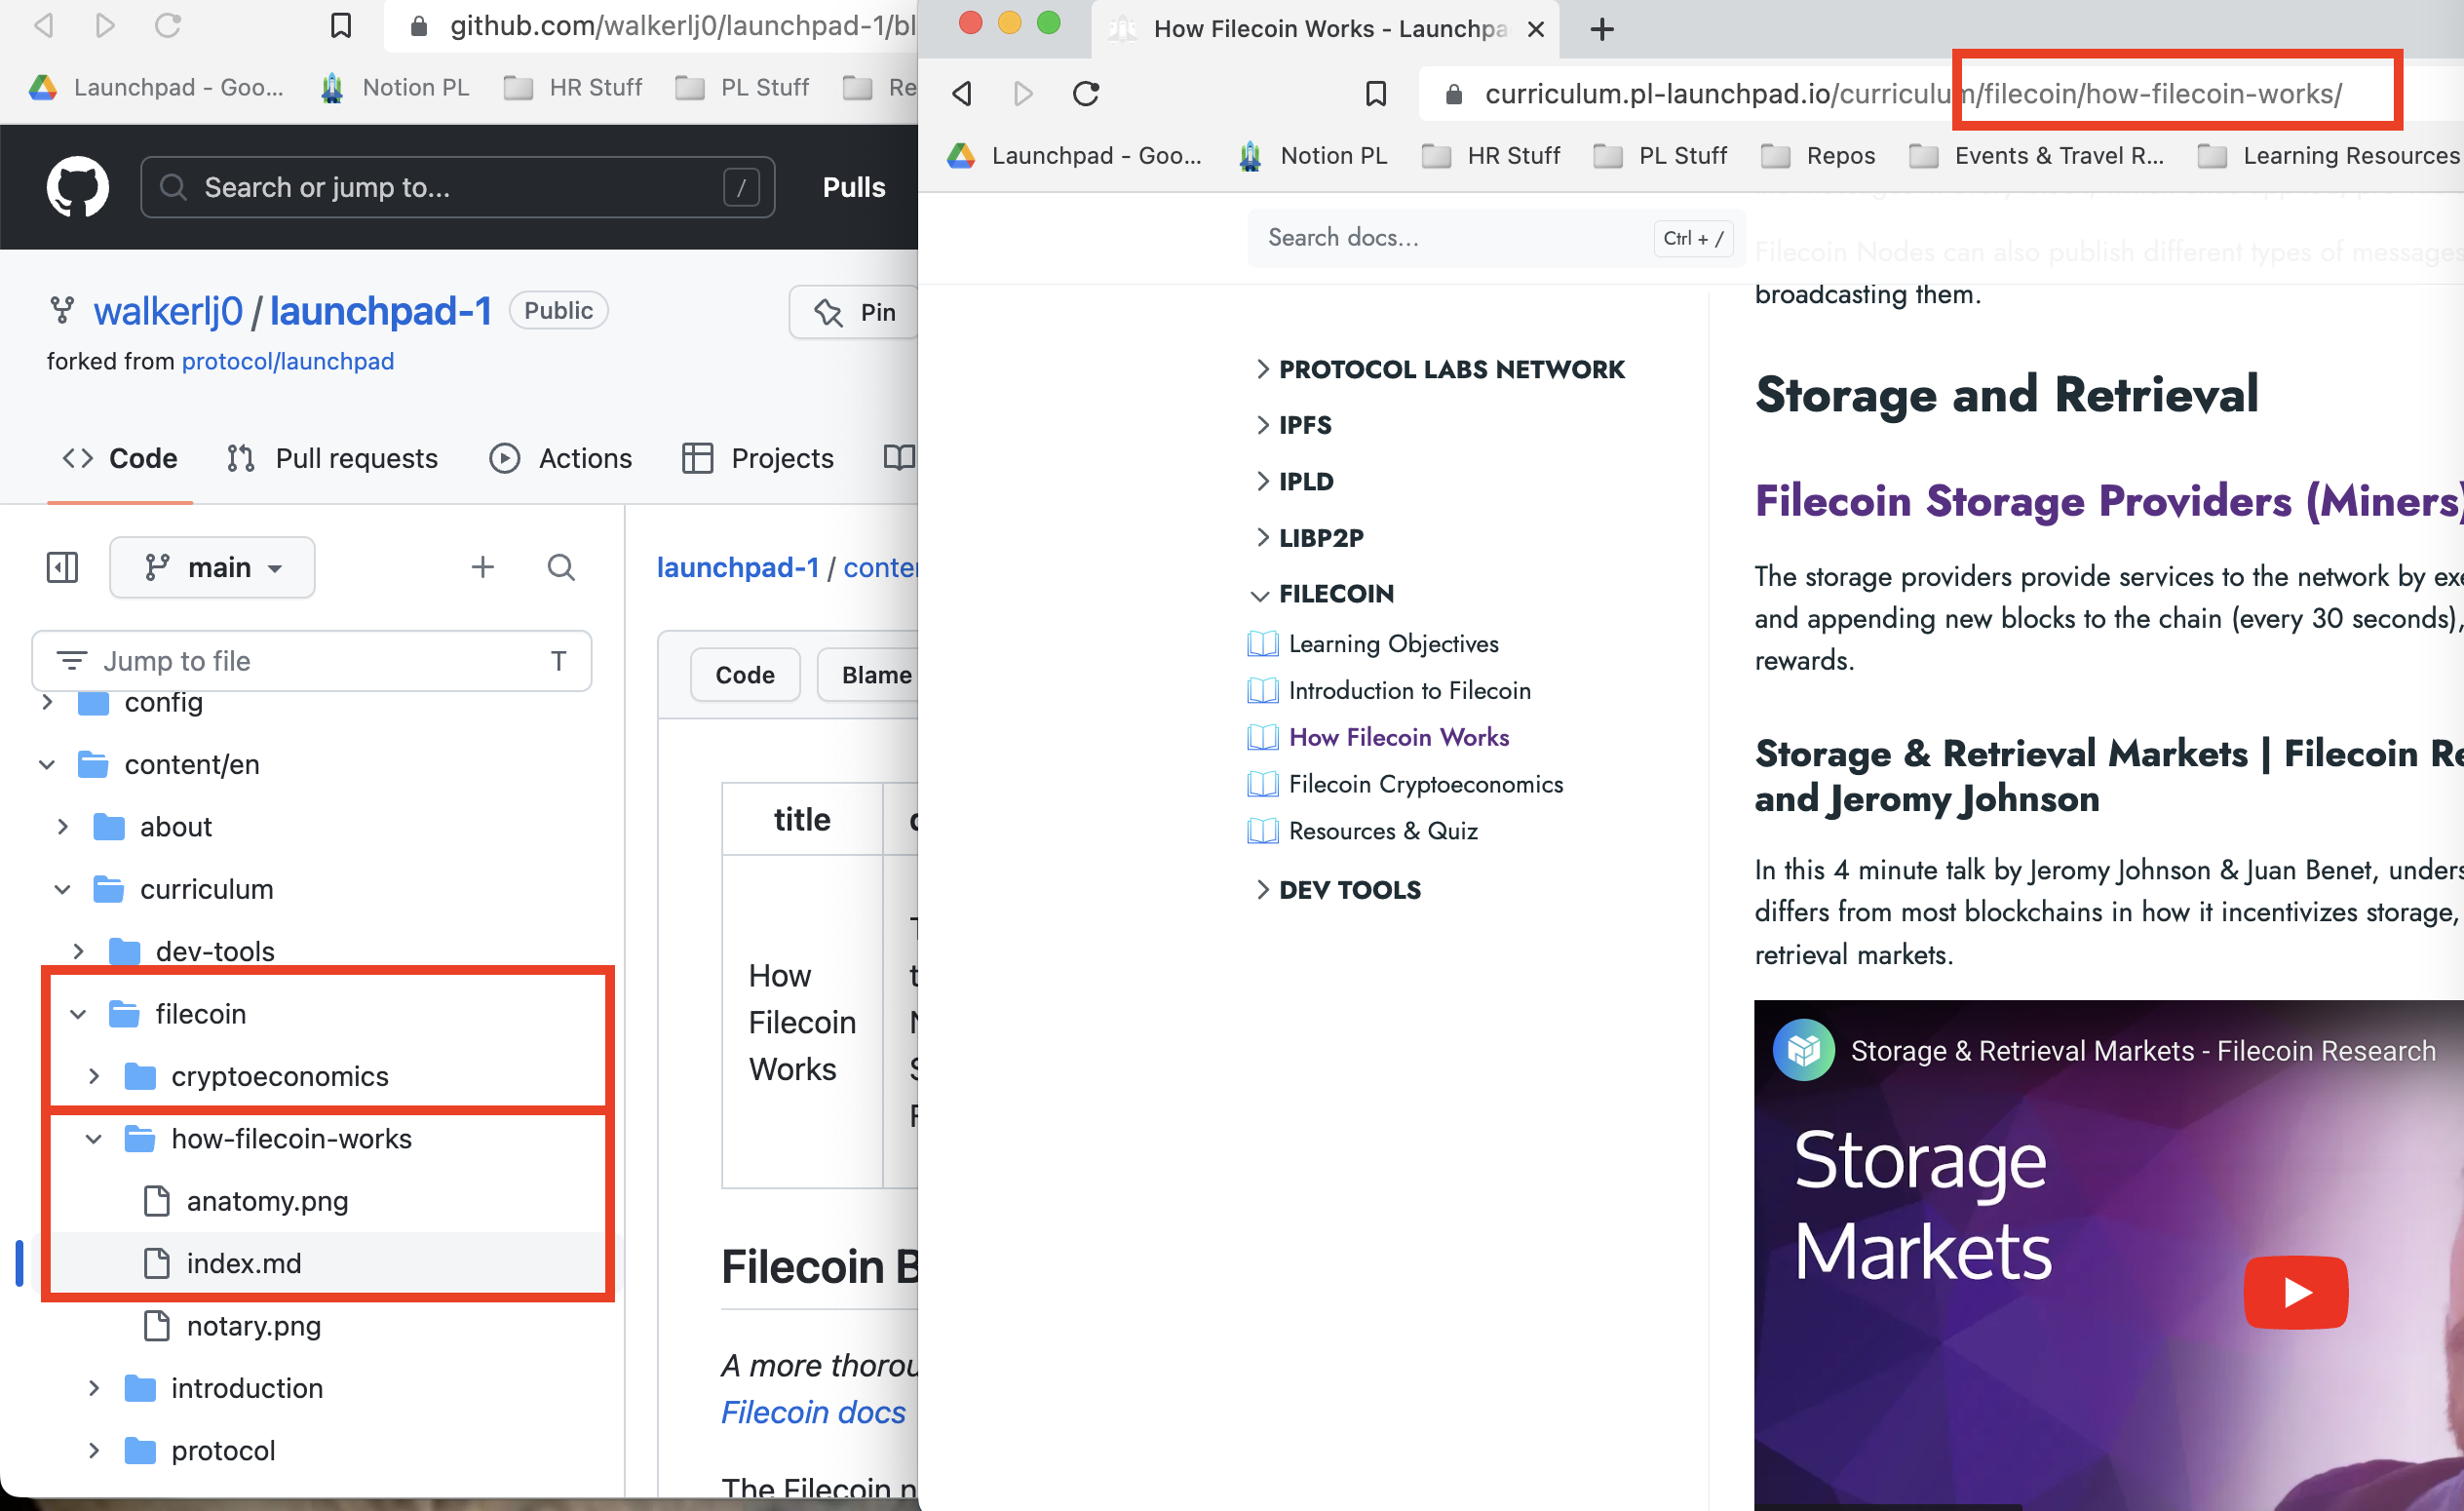 github.com/walkerlj0/launchpad-1/bl
Launchpad - Goo...
Notion PL
HR Stuff
PL Stuff
Re
Search or jump to...
/
Pulls
walkerlj0 / launchpad-1
Public
Pin
forked from protocol/launchpad
Code
Pull requests
Actions
Projects
main
Jump to file
T
config
content/en
about
curriculum
dev-tools
filecoin
cryptoeconomics
how-filecoin-works
anatomy.png
index.md
notary.png
introduction
protocol
launchpad-1 / conte
Code
Blame
title
How
Filecoin
Works
Filecoin B
A more thorou
Filecoin docs
The Filecoin n
How Filecoin Works - Launchpa
curriculum.pl-launchpad.io/curriculum/filecoin/how-filecoin-works/
Launchpad - Goo...
Notion PL
HR Stuff
PL Stuff
Repos
Events & Travel R...
Learning Resources
Search docs...
Ctrl + /
PROTOCOL LABS NETWORK
IPFS
IPLD
LIBP2P
FILECOIN
Learning Objectives
Introduction to Filecoin
How Filecoin Works
Filecoin Cryptoeconomics
Resources & Quiz
DEV TOOLS
Filecoin Nodes can also publish different types of messages
broadcasting them.
Storage and Retrieval
Filecoin Storage Providers (Miners)
The storage providers provide services to the network by exe
and appending new blocks to the chain (every 30 seconds),
rewards.
Storage & Retrieval Markets | Filecoin Re
and Jeromy Johnson
In this 4 minute talk by Jeromy Johnson & Juan Benet, unders
differs from most blockchains in how it incentivizes storage,
retrieval markets.
Storage & Retrieval Markets - Filecoin Research
Storage
Markets